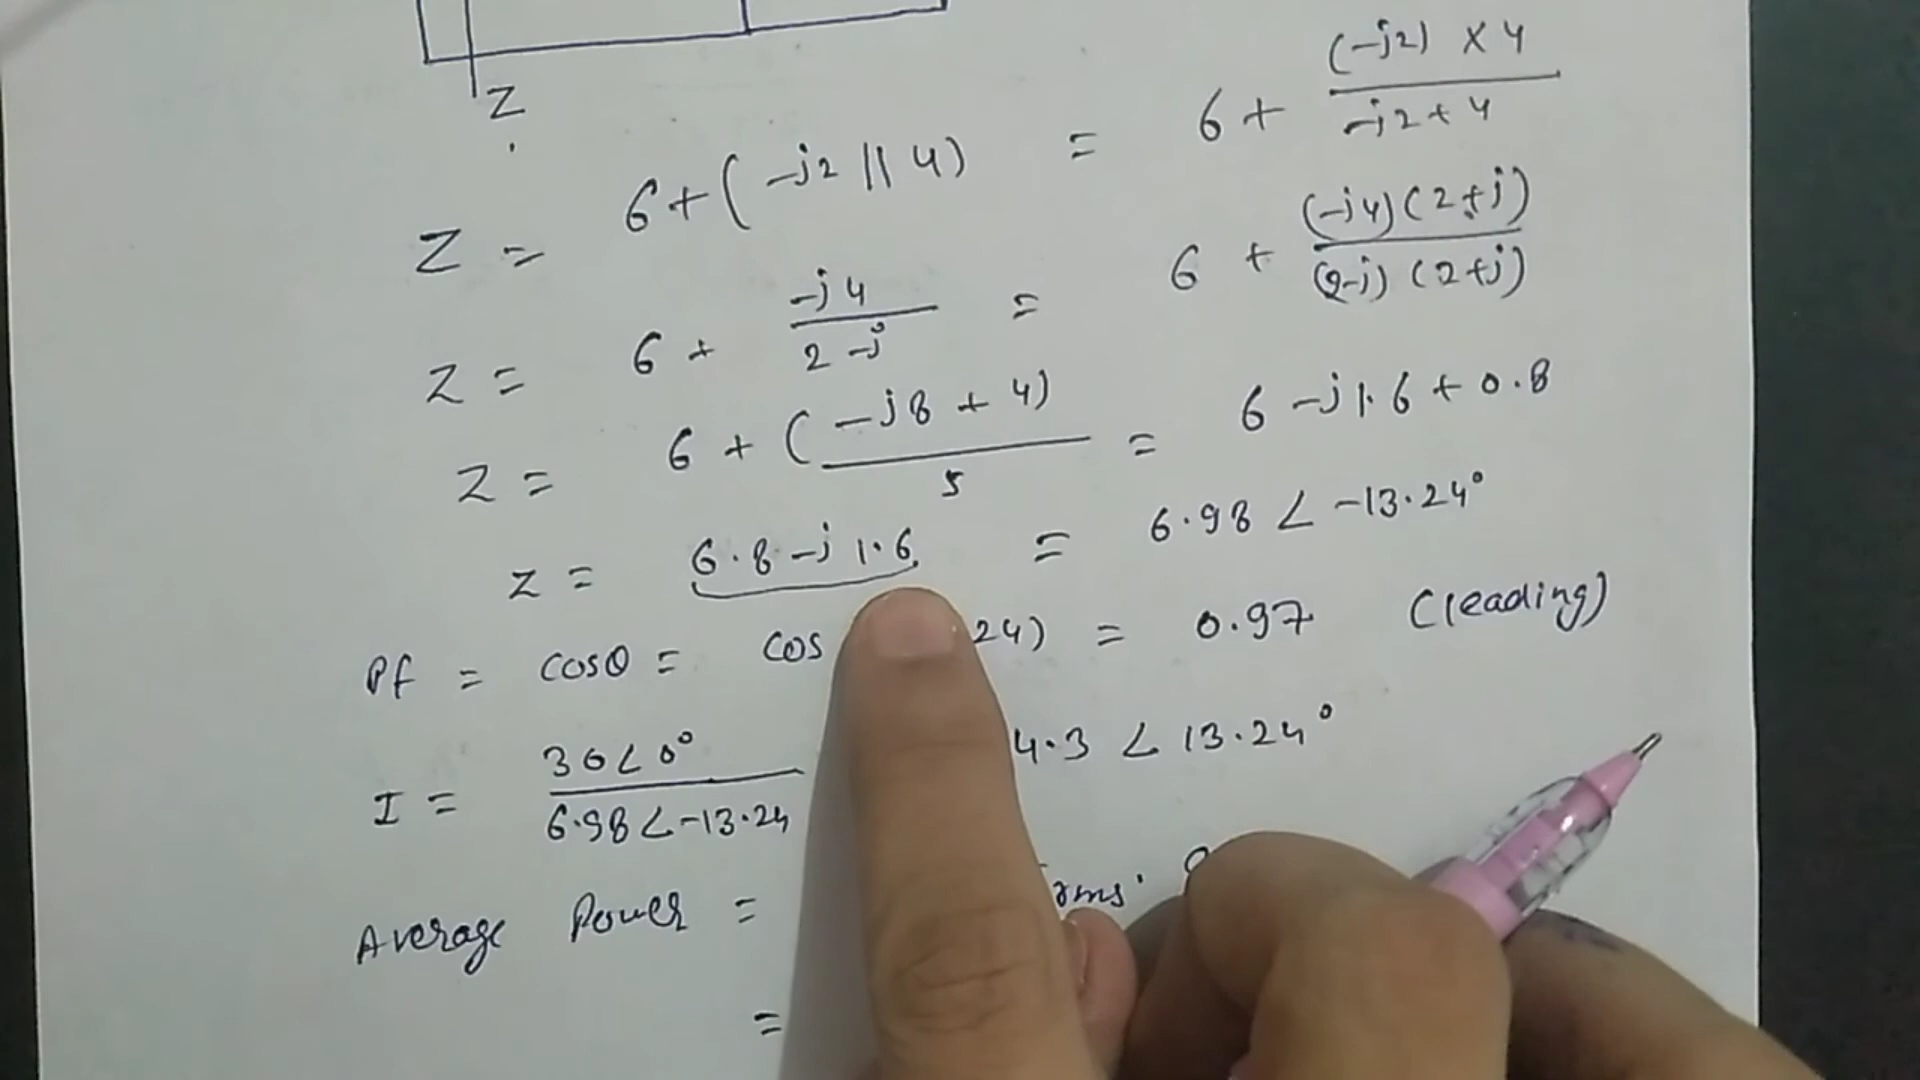 Z
Z = 6 + ( -j2 || 4 ) = 6 + (-j2) x 4 / -j2 + 4
Z = 6 + -j4 / 2 - j = 6 + (-j4) (2+j) / (2-j) (2+j)
Z = 6 + ( -j8 + 4 ) / 5 = 6 - j1.6 + 0.8
Z = 6.8 - j 1.6 = 6.98 ∠ -13.24°
Pf = cosθ = cos 24) = 0.97 (leading)
I = 30∠0° / 6.98∠-13.24 4.3 ∠ 13.24°
Average Power = rms.
=